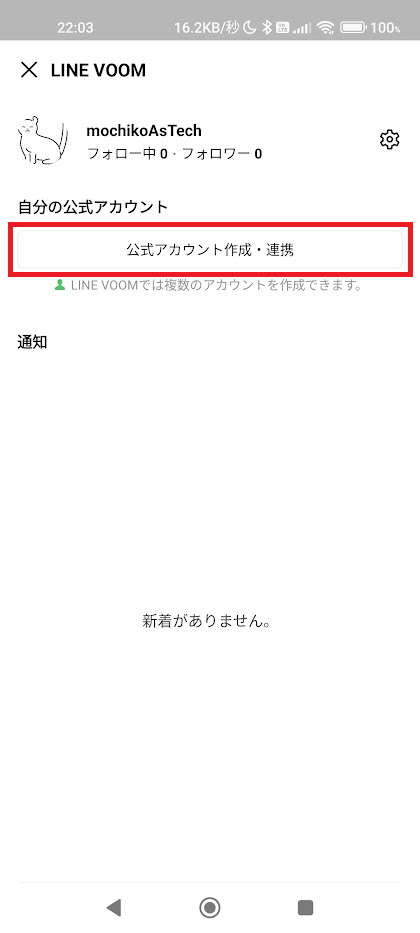 22:03 16.2KB/秒 100%
LINE VOOM
mochikoAsTech
フォロー中 0・フォロワー 0
自分の公式アカウント
公式アカウント作成・連携
LINE VOOMでは複数のアカウントを作成できます。
通知
新着がありません。